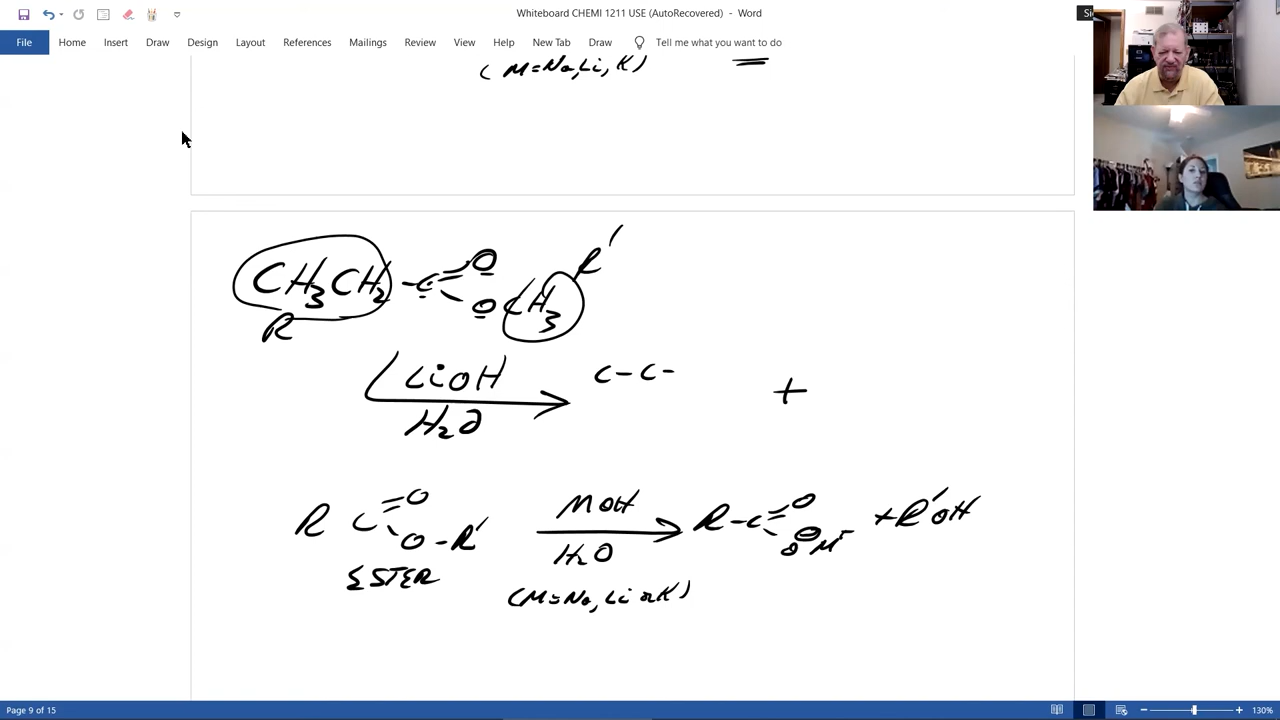 Whiteboard CHEMI 1211 USE (AutoRecovered) - Word
File Home Insert Draw Design Layout References Mailings Review View Help New Tab Draw Tell me what you want to do
(M=Na,Li,K)
CH3CH2-C=O
R'
OCH3
R
LiOH
C-C-
+
H2O
R C=O
O-R'
MOH
H2O
R-C=O
O⊖M+
+R'OH
ESTER
(M=Na,Li or K)
Page 9 of 15
130%